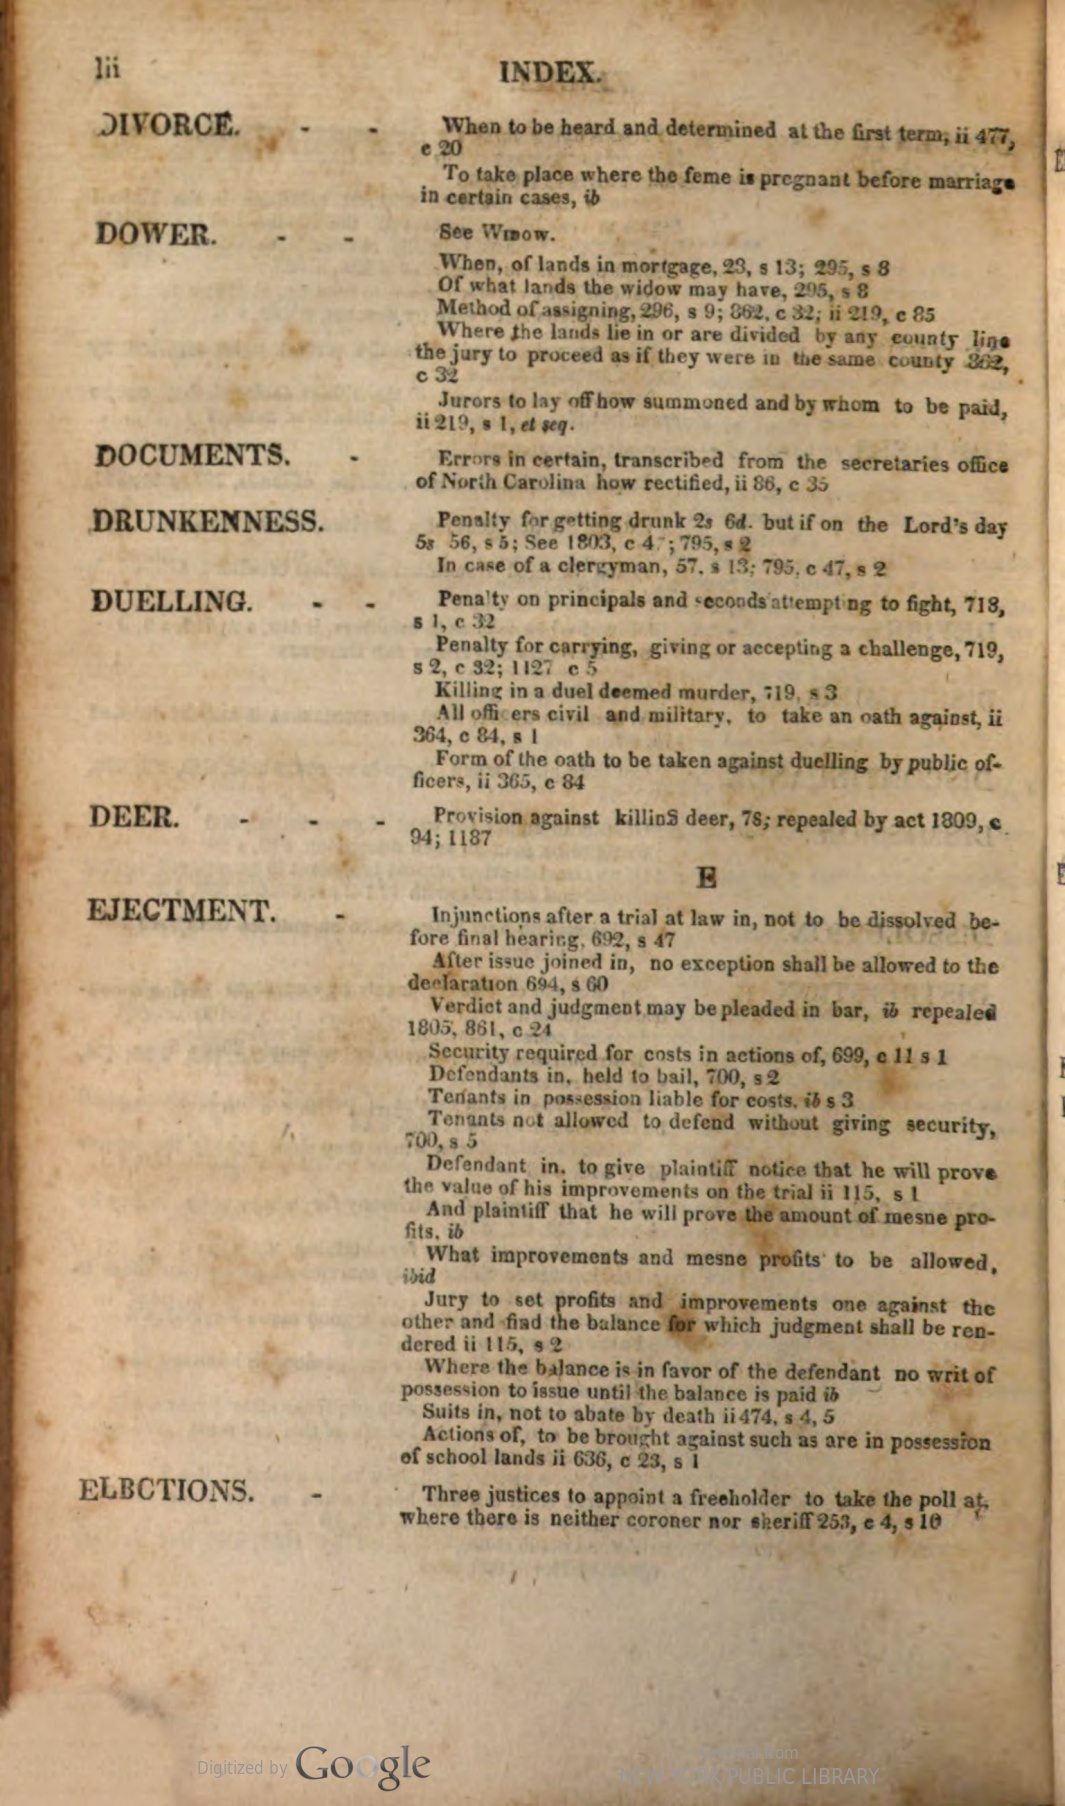 lii
INDEX.
DIVORCE. - - When to be heard and determined at the first term, ii 477,
c 20
To take place where the feme is pregnant before marriage
in certain cases, ib
DOWER. - - See WIDOW.
When, of lands in mortgage, 23, s 13; 295, s 8
Of what lands the widow may have, 295, s 8
Method of assigning, 296, s 9; 362, c 32; ii 219, c 85
Where the lands lie in or are divided by any county line
the jury to proceed as if they were in the same county 362,
c 32
Jurors to lay off how summoned and by whom to be paid,
ii 219, s 1, et seq.
DOCUMENTS. - Errors in certain, transcribed from the secretaries office
of North Carolina how rectified, ii 86, c 35
DRUNKENNESS. Penalty for getting drunk 2s 6d. but if on the Lord's day
5s 56, s 5; See 1803, c 4 ; 795, s 2
In case of a clergyman, 57, s 13; 795, c 47, s 2
DUELLING. - - Penalty on principals and seconds attempting to fight, 718,
s 1, c 32
Penalty for carrying, giving or accepting a challenge, 719,
s 2, c 32; 1127 c 5
Killing in a duel deemed murder, 719, s 3
All offi ers civil and military, to take an oath against, ii
364, c 84, s 1
Form of the oath to be taken against duelling by public of-
ficers, ii 365, c 84
DEER. - - - Provision against killinS deer, 78; repealed by act 1809, c
94; 1187
E
EJECTMENT. - Injunctions after a trial at law in, not to be dissolved be-
fore final hearing, 692, s 47
After issue joined in, no exception shall be allowed to the
declaration 694, s 60
Verdict and judgment may be pleaded in bar, ib repealed
1805, 861, c 24
Security required for costs in actions of, 699, c 11 s 1
Defendants in, held to bail, 700, s 2
Tenants in possession liable for costs, ib s 3
Tenants not allowed to defend without giving security,
700, s 5
Defendant in, to give plaintiff notice that he will prove
the value of his improvements on the trial ii 115, s 1
And plaintiff that he will prove the amount of mesne pro-
fits, ib
What improvements and mesne profits to be allowed,
ibid
Jury to set profits and improvements one against the
other and find the balance for which judgment shall be ren-
dered ii 115, s 2
Where the balance is in favor of the defendant no writ of
possession to issue until the balance is paid ib
Suits in, not to abate by death ii 474, s 4, 5
Actions of, to be brought against such as are in possession
of school lands ii 636, c 23, s 1
ELBCTIONS. - Three justices to appoint a freeholder to take the poll at,
where there is neither coroner nor sheriff 253, c 4, s 10
Digitized by Google
Original from
NEW YORK PUBLIC LIBRARY